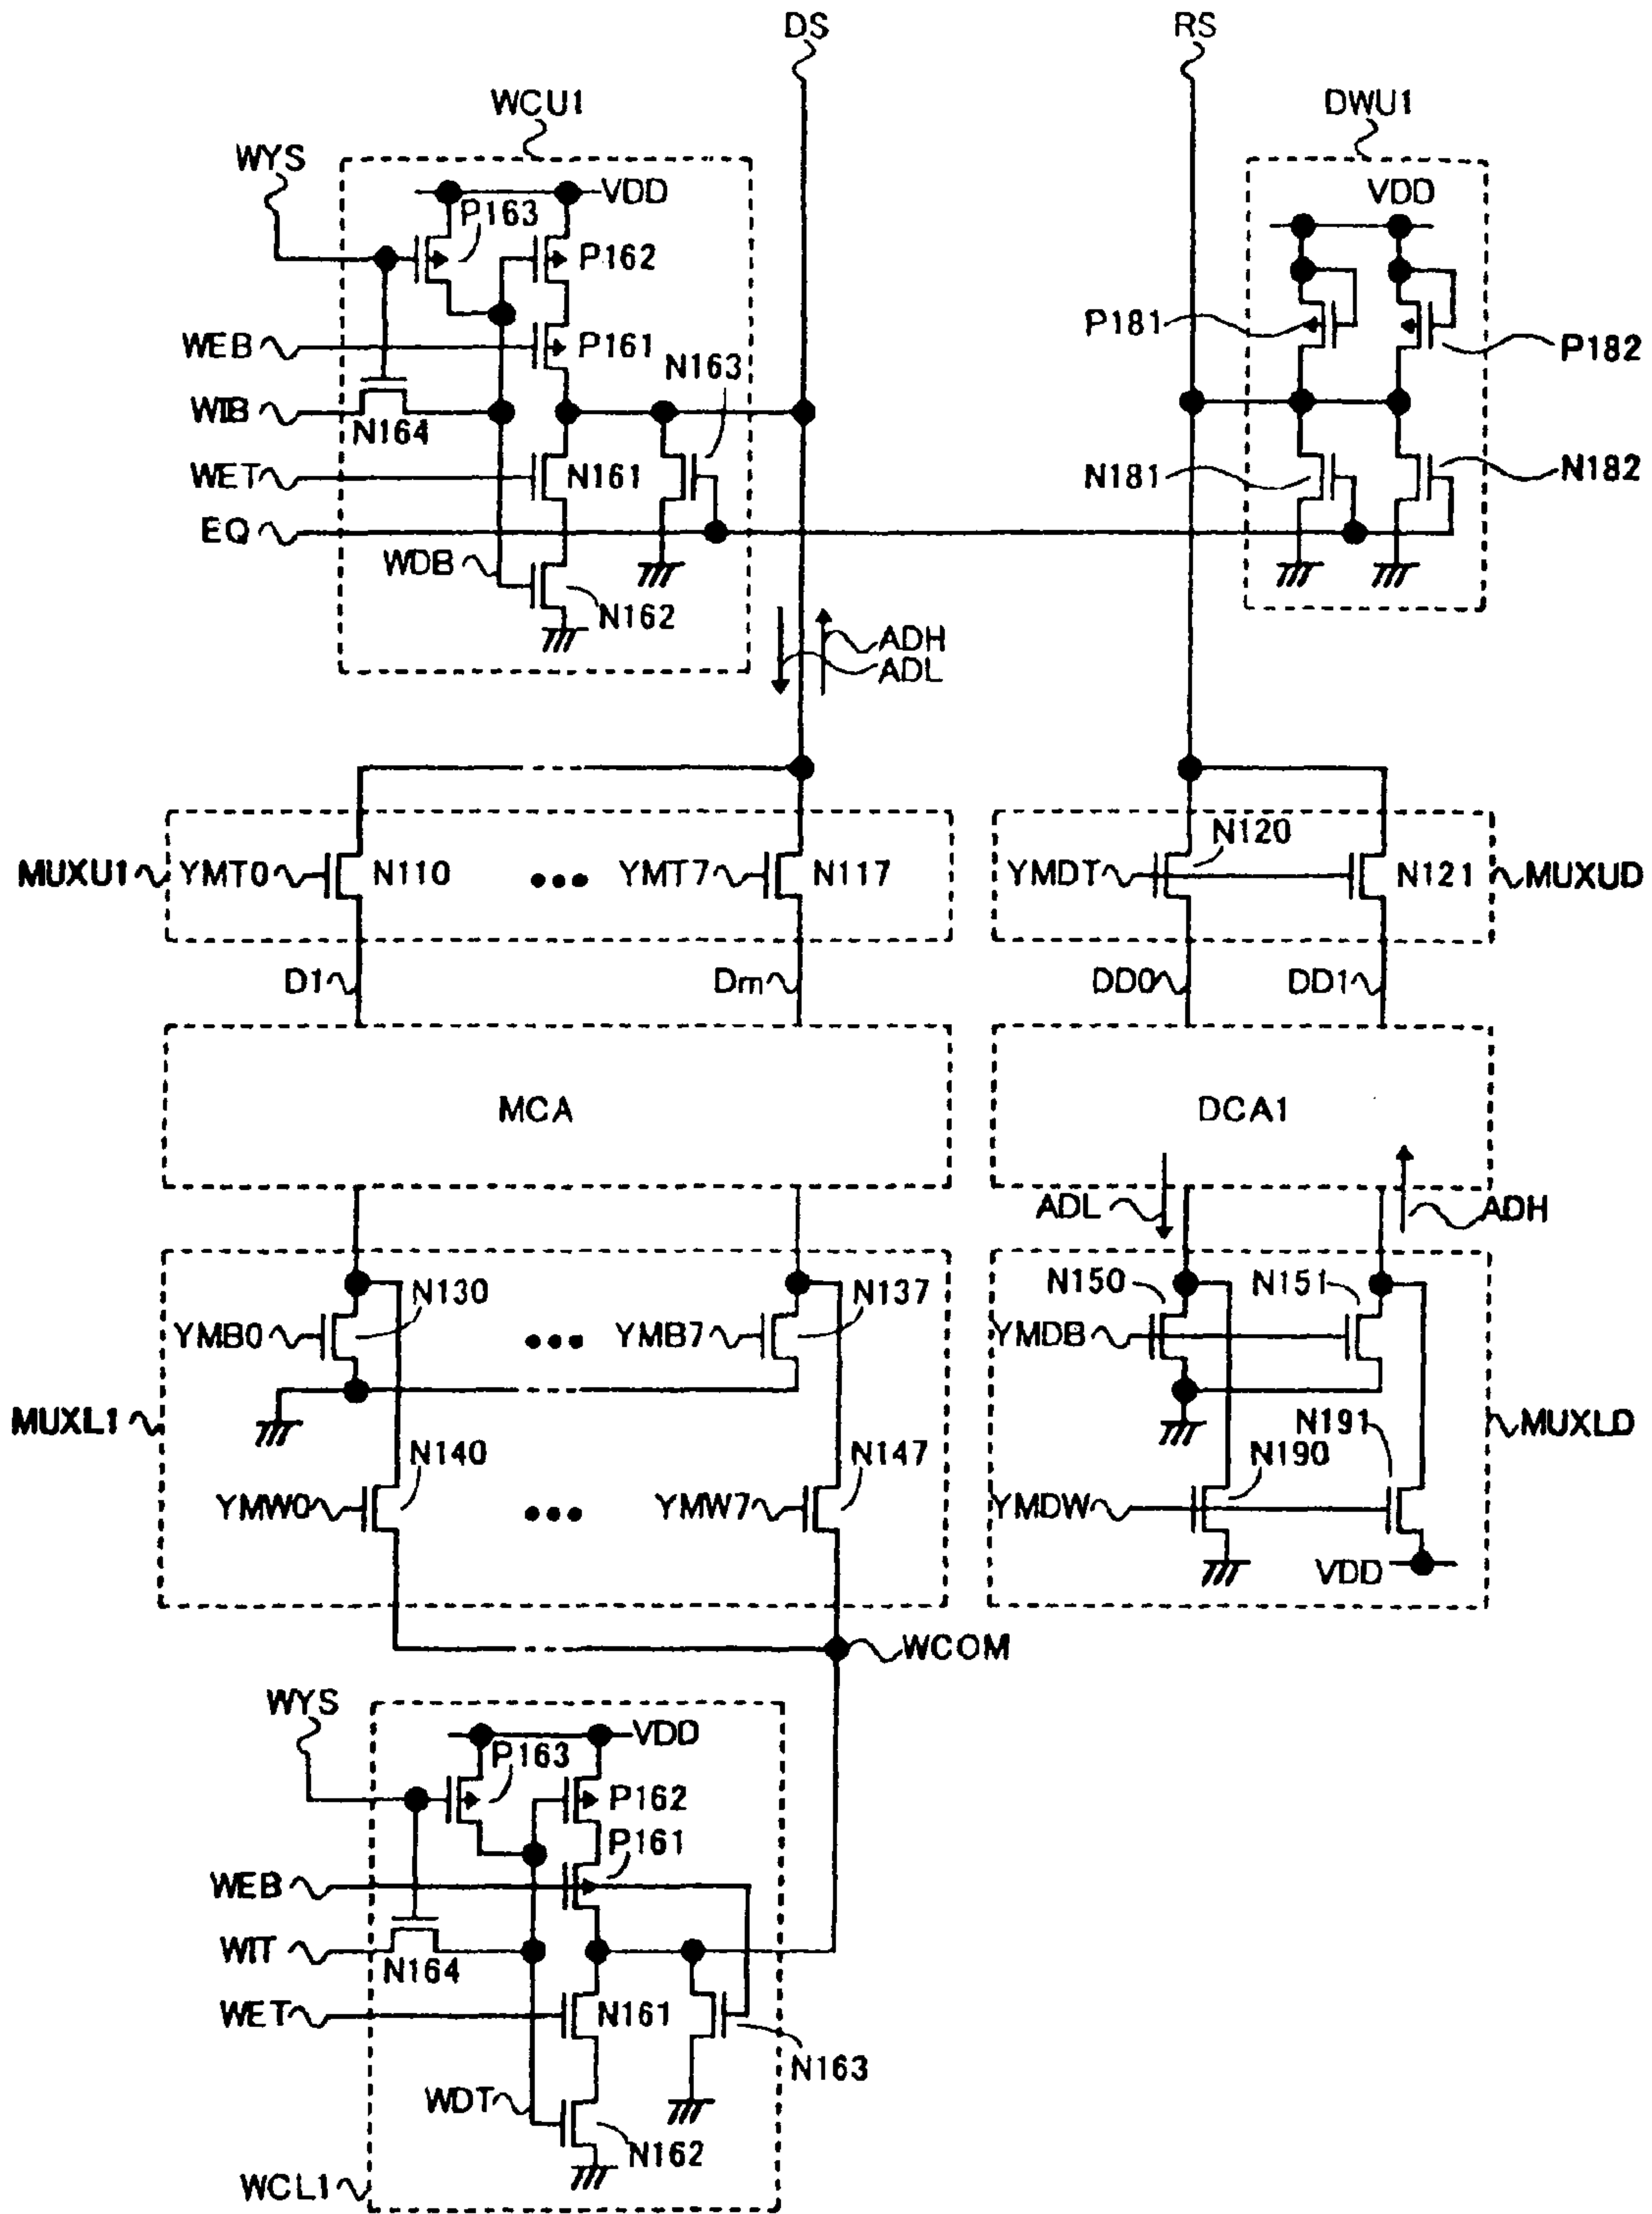 DS
RS
WCU1
DWU1
WYS
VDD
VDD
P163
P162
P181
P182
WEB
P161
N163
WIB
N164
WET
N161
N181
N182
EQ
WDB
N162
ADH
ADL
N120
MUXU1
YMT0
N110
•••
YMT7
N117
YMDT
N121
MUXUD
D1
Dm
DD0
DD1
MCA
DCA1
ADL
ADH
N130
N137
N150
N151
YMB0
•••
YMB7
YMDB
MUXL1
MUXLD
N140
N147
N190
N191
YMW0
•••
YMW7
YMDW
VDD
WCOM
WYS
VDD
P163
P162
P161
WEB
WIT
N164
WET
N161
N163
WDT
N162
WCL1